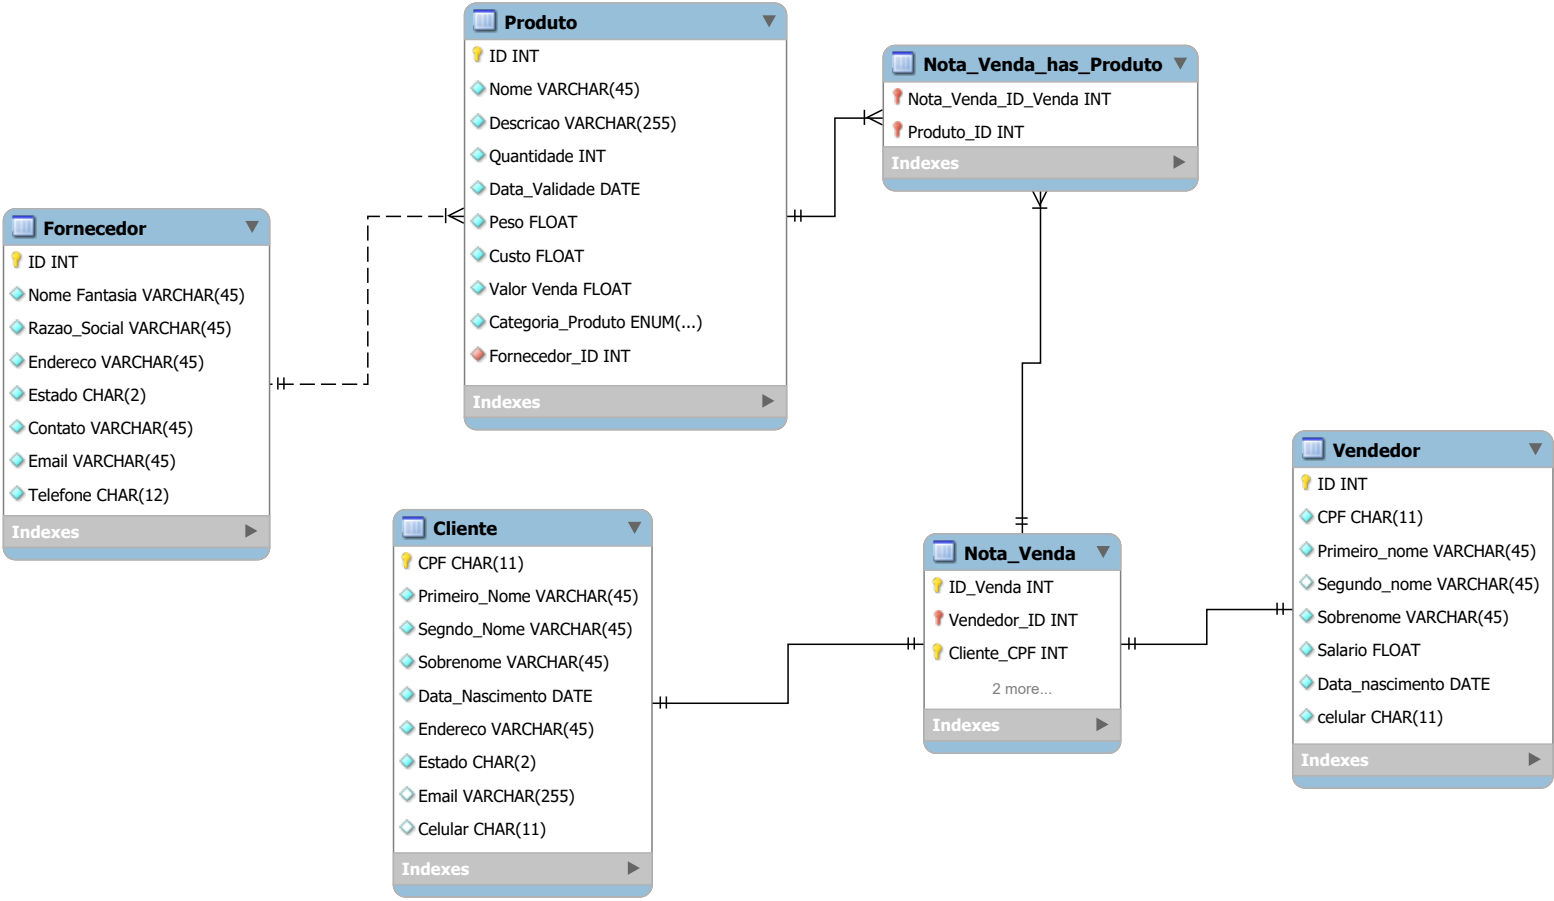 Produto
ID INT
Nome VARCHAR(45)
Descricao VARCHAR(255)
Quantidade INT
Data_Validade DATE
Peso FLOAT
Custo FLOAT
Valor Venda FLOAT
Categoria_Produto ENUM(...)
Fornecedor_ID INT
Indexes
Nota_Venda_has_Produto
Nota_Venda_ID_Venda INT
Produto_ID INT
Indexes
Fornecedor
ID INT
Nome Fantasia VARCHAR(45)
Razao_Social VARCHAR(45)
Endereco VARCHAR(45)
Estado CHAR(2)
Contato VARCHAR(45)
Email VARCHAR(45)
Telefone CHAR(12)
Indexes
Cliente
CPF CHAR(11)
Primeiro_Nome VARCHAR(45)
Segndo_Nome VARCHAR(45)
Sobrenome VARCHAR(45)
Data_Nascimento DATE
Endereco VARCHAR(45)
Estado CHAR(2)
Email VARCHAR(255)
Celular CHAR(11)
Indexes
Nota_Venda
ID_Venda INT
Vendedor_ID INT
Cliente_CPF INT
2 more...
Indexes
Vendedor
ID INT
CPF CHAR(11)
Primeiro_nome VARCHAR(45)
Segundo_nome VARCHAR(45)
Sobrenome VARCHAR(45)
Salario FLOAT
Data_nascimento DATE
celular CHAR(11)
Indexes